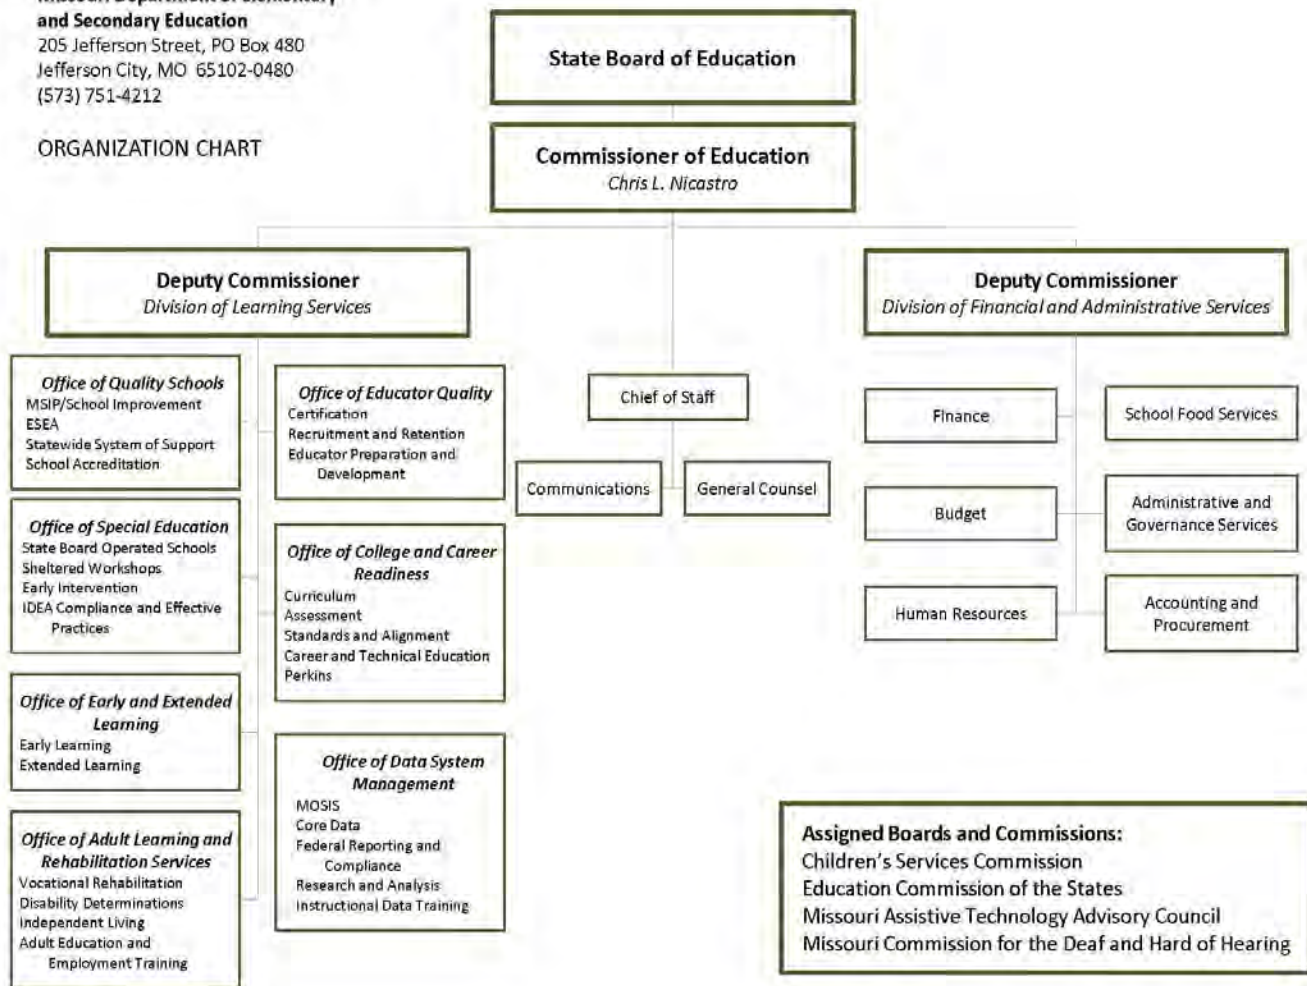 and Secondary Education
205 Jefferson Street, PO Box 480
Jefferson City, MO 65102-0480
(573) 751-4212
ORGANIZATION CHART
State Board of Education
Commissioner of Education
Chris L. Nicastro
Deputy Commissioner
Division of Learning Services
Deputy Commissioner
Division of Financial and Administrative Services
Office of Quality Schools
MSIP/School Improvement
ESEA
Statewide System of Support
School Accreditation
Office of Educator Quality
Certification
Recruitment and Retention
Educator Preparation and
Development
Office of Special Education
State Board Operated Schools
Sheltered Workshops
Early Intervention
IDEA Compliance and Effective
Practices
Office of College and Career
Readiness
Curriculum
Assessment
Standards and Alignment
Career and Technical Education
Perkins
Office of Early and Extended
Learning
Early Learning
Extended Learning
Office of Data System
Management
MOSIS
Core Data
Federal Reporting and
Compliance
Research and Analysis
Instructional Data Training
Office of Adult Learning and
Rehabilitation Services
Vocational Rehabilitation
Disability Determinations
Independent Living
Adult Education and
Employment Training
Chief of Staff
Communications
General Counsel
Finance
School Food Services
Budget
Administrative and
Governance Services
Human Resources
Accounting and
Procurement
Assigned Boards and Commissions:
Children's Services Commission
Education Commission of the States
Missouri Assistive Technology Advisory Council
Missouri Commission for the Deaf and Hard of Hearing